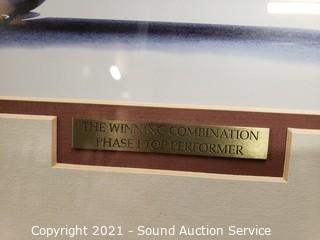 THE WINNING COMBINATION
PHASE I TOP PERFORMER
Copyright 2021 - Sound Auction Service